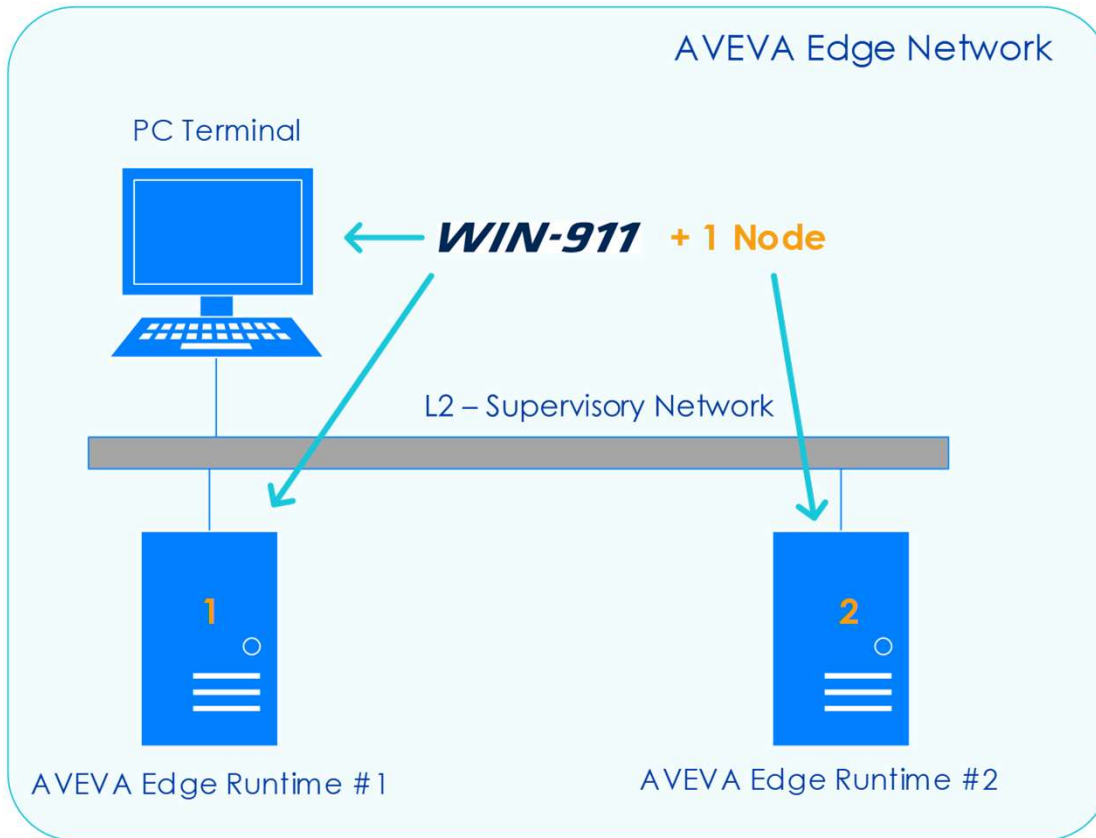 AVEVA Edge Network
PC Terminal
WIN-911 + 1 Node
L2 – Supervisory Network
1
2
AVEVA Edge Runtime #1
AVEVA Edge Runtime #2